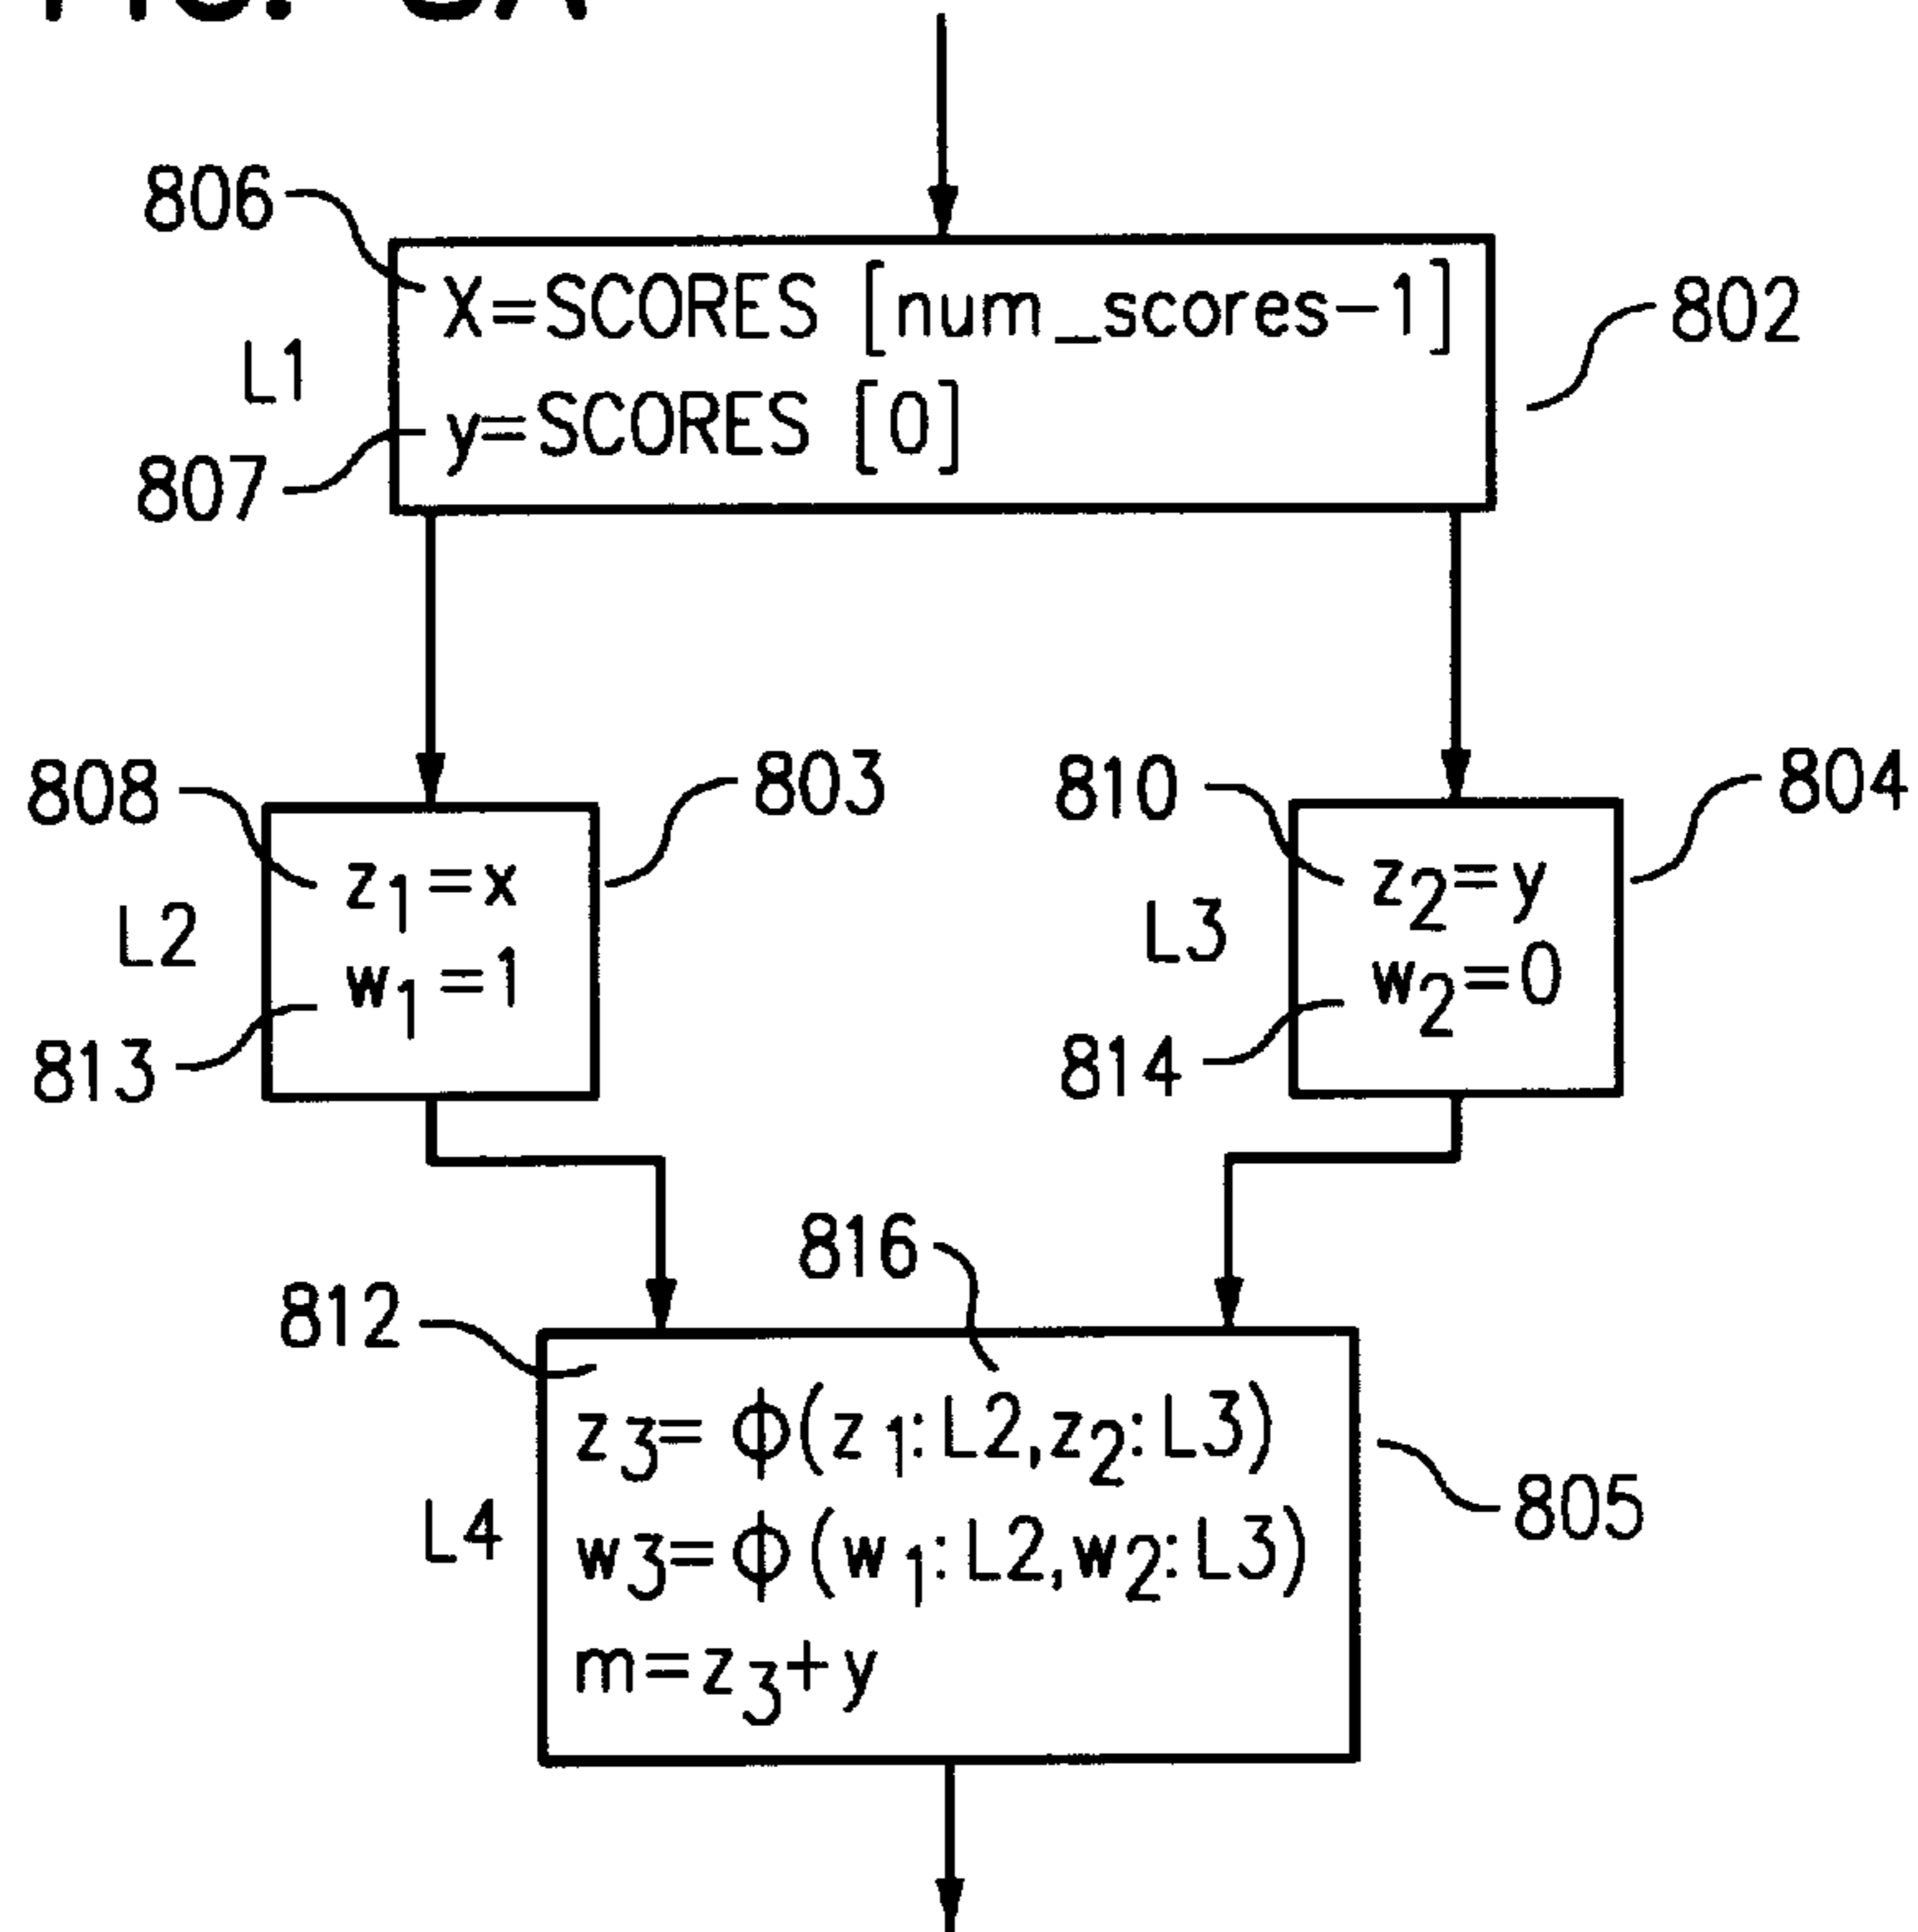 806
X=SCORES [num_scores-1]
802
L1
y=SCORES [0]
807
808
803
810
804
z1=x
z2=y
L2
L3
w1=1
w2=0
813
814
816
812
z3= ϕ(z1:L2,z2:L3)
805
L4
w3=ϕ(w1:L2,w2:L3)
m=z3+y